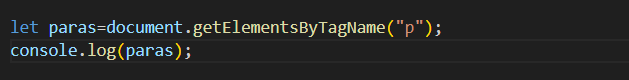 let paras=document.getElementsByTagName("p");
console.log(paras);